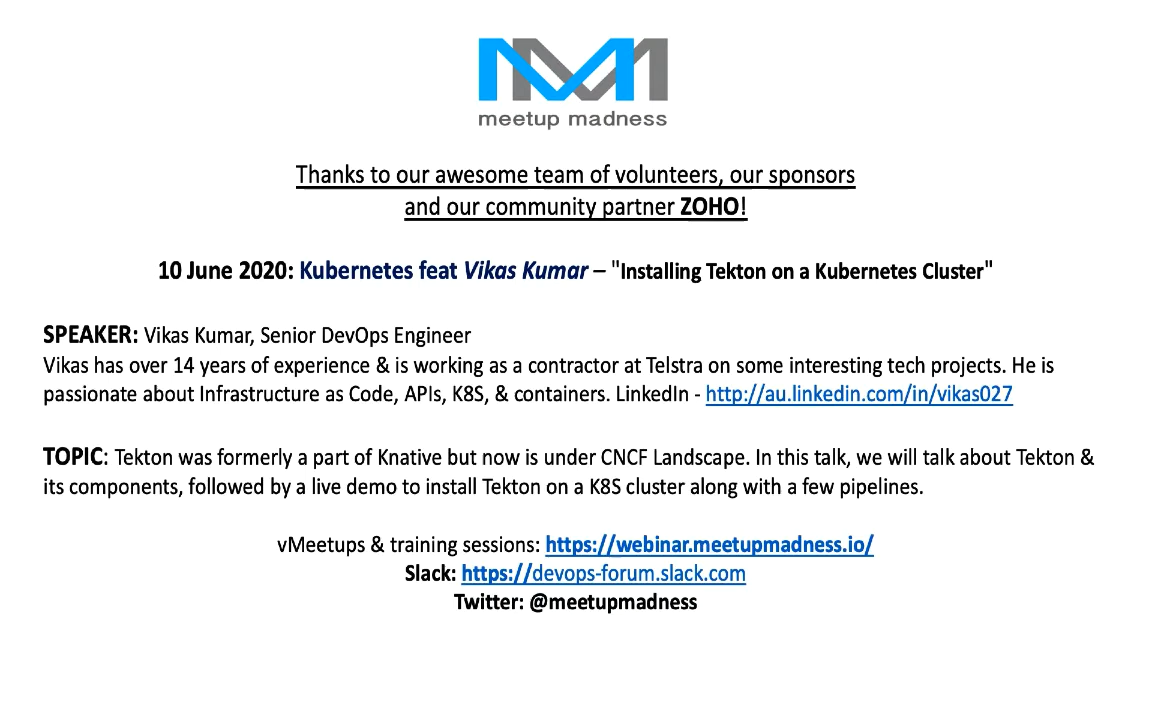 meetup madness
Thanks to our awesome team of volunteers, our sponsors
and our community partner ZOHO!
10 June 2020: Kubernetes feat Vikas Kumar – "Installing Tekton on a Kubernetes Cluster"
SPEAKER: Vikas Kumar, Senior DevOps Engineer
Vikas has over 14 years of experience & is working as a contractor at Telstra on some interesting tech projects. He is
passionate about Infrastructure as Code, APIs, K8S, & containers. LinkedIn - http://au.linkedin.com/in/vikas027
TOPIC: Tekton was formerly a part of Knative but now is under CNCF Landscape. In this talk, we will talk about Tekton &
its components, followed by a live demo to install Tekton on a K8S cluster along with a few pipelines.
vMeetups & training sessions: https://webinar.meetupmadness.io/
Slack: https://devops-forum.slack.com
Twitter: @meetupmadness